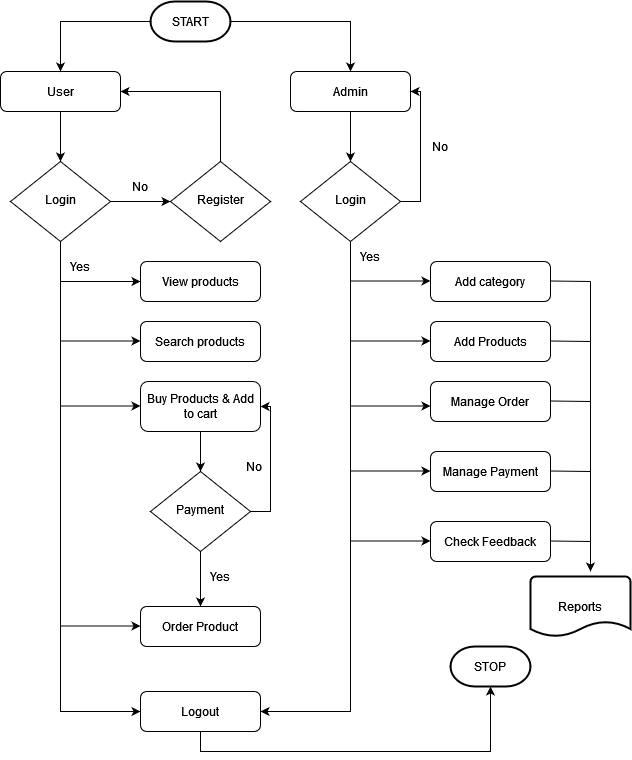 START
User
Admin
No
Login
No
Register
Login
Yes
Yes
View products
Add category
Search products
Add Products
Buy Products & Add
to cart
Manage Order
No
Manage Payment
Payment
Check Feedback
Yes
Reports
Order Product
STOP
Logout